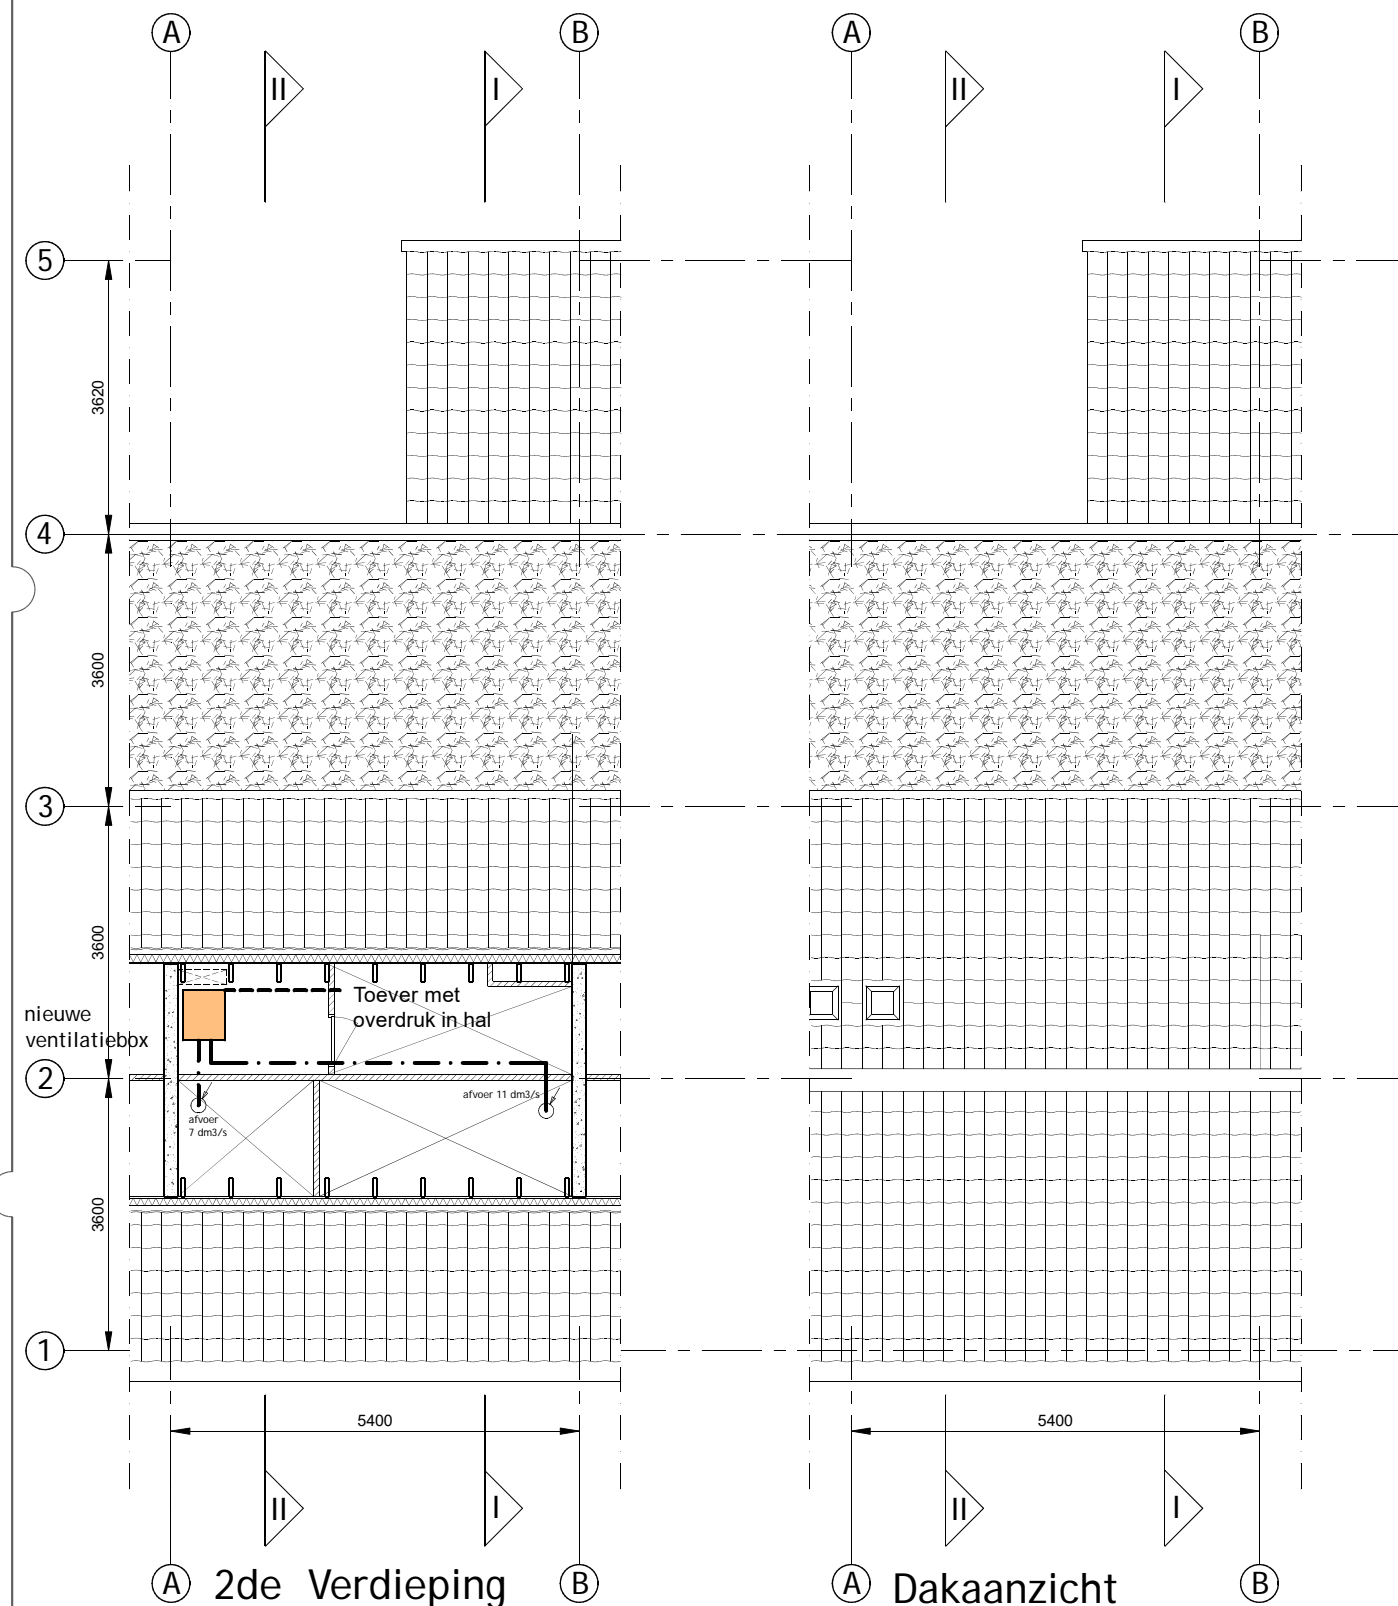 A
B
A
B
II
I
II
I
5
3620
4
3600
3
3600
Toever met
overdruk in hal
nieuwe
ventilatiebox
2
afvoer 11 dm3/s
afvoer
7 dm3/s
3600
1
5400
5400
II
I
II
I
A
2de Verdieping
B
A
Dakaanzicht
B